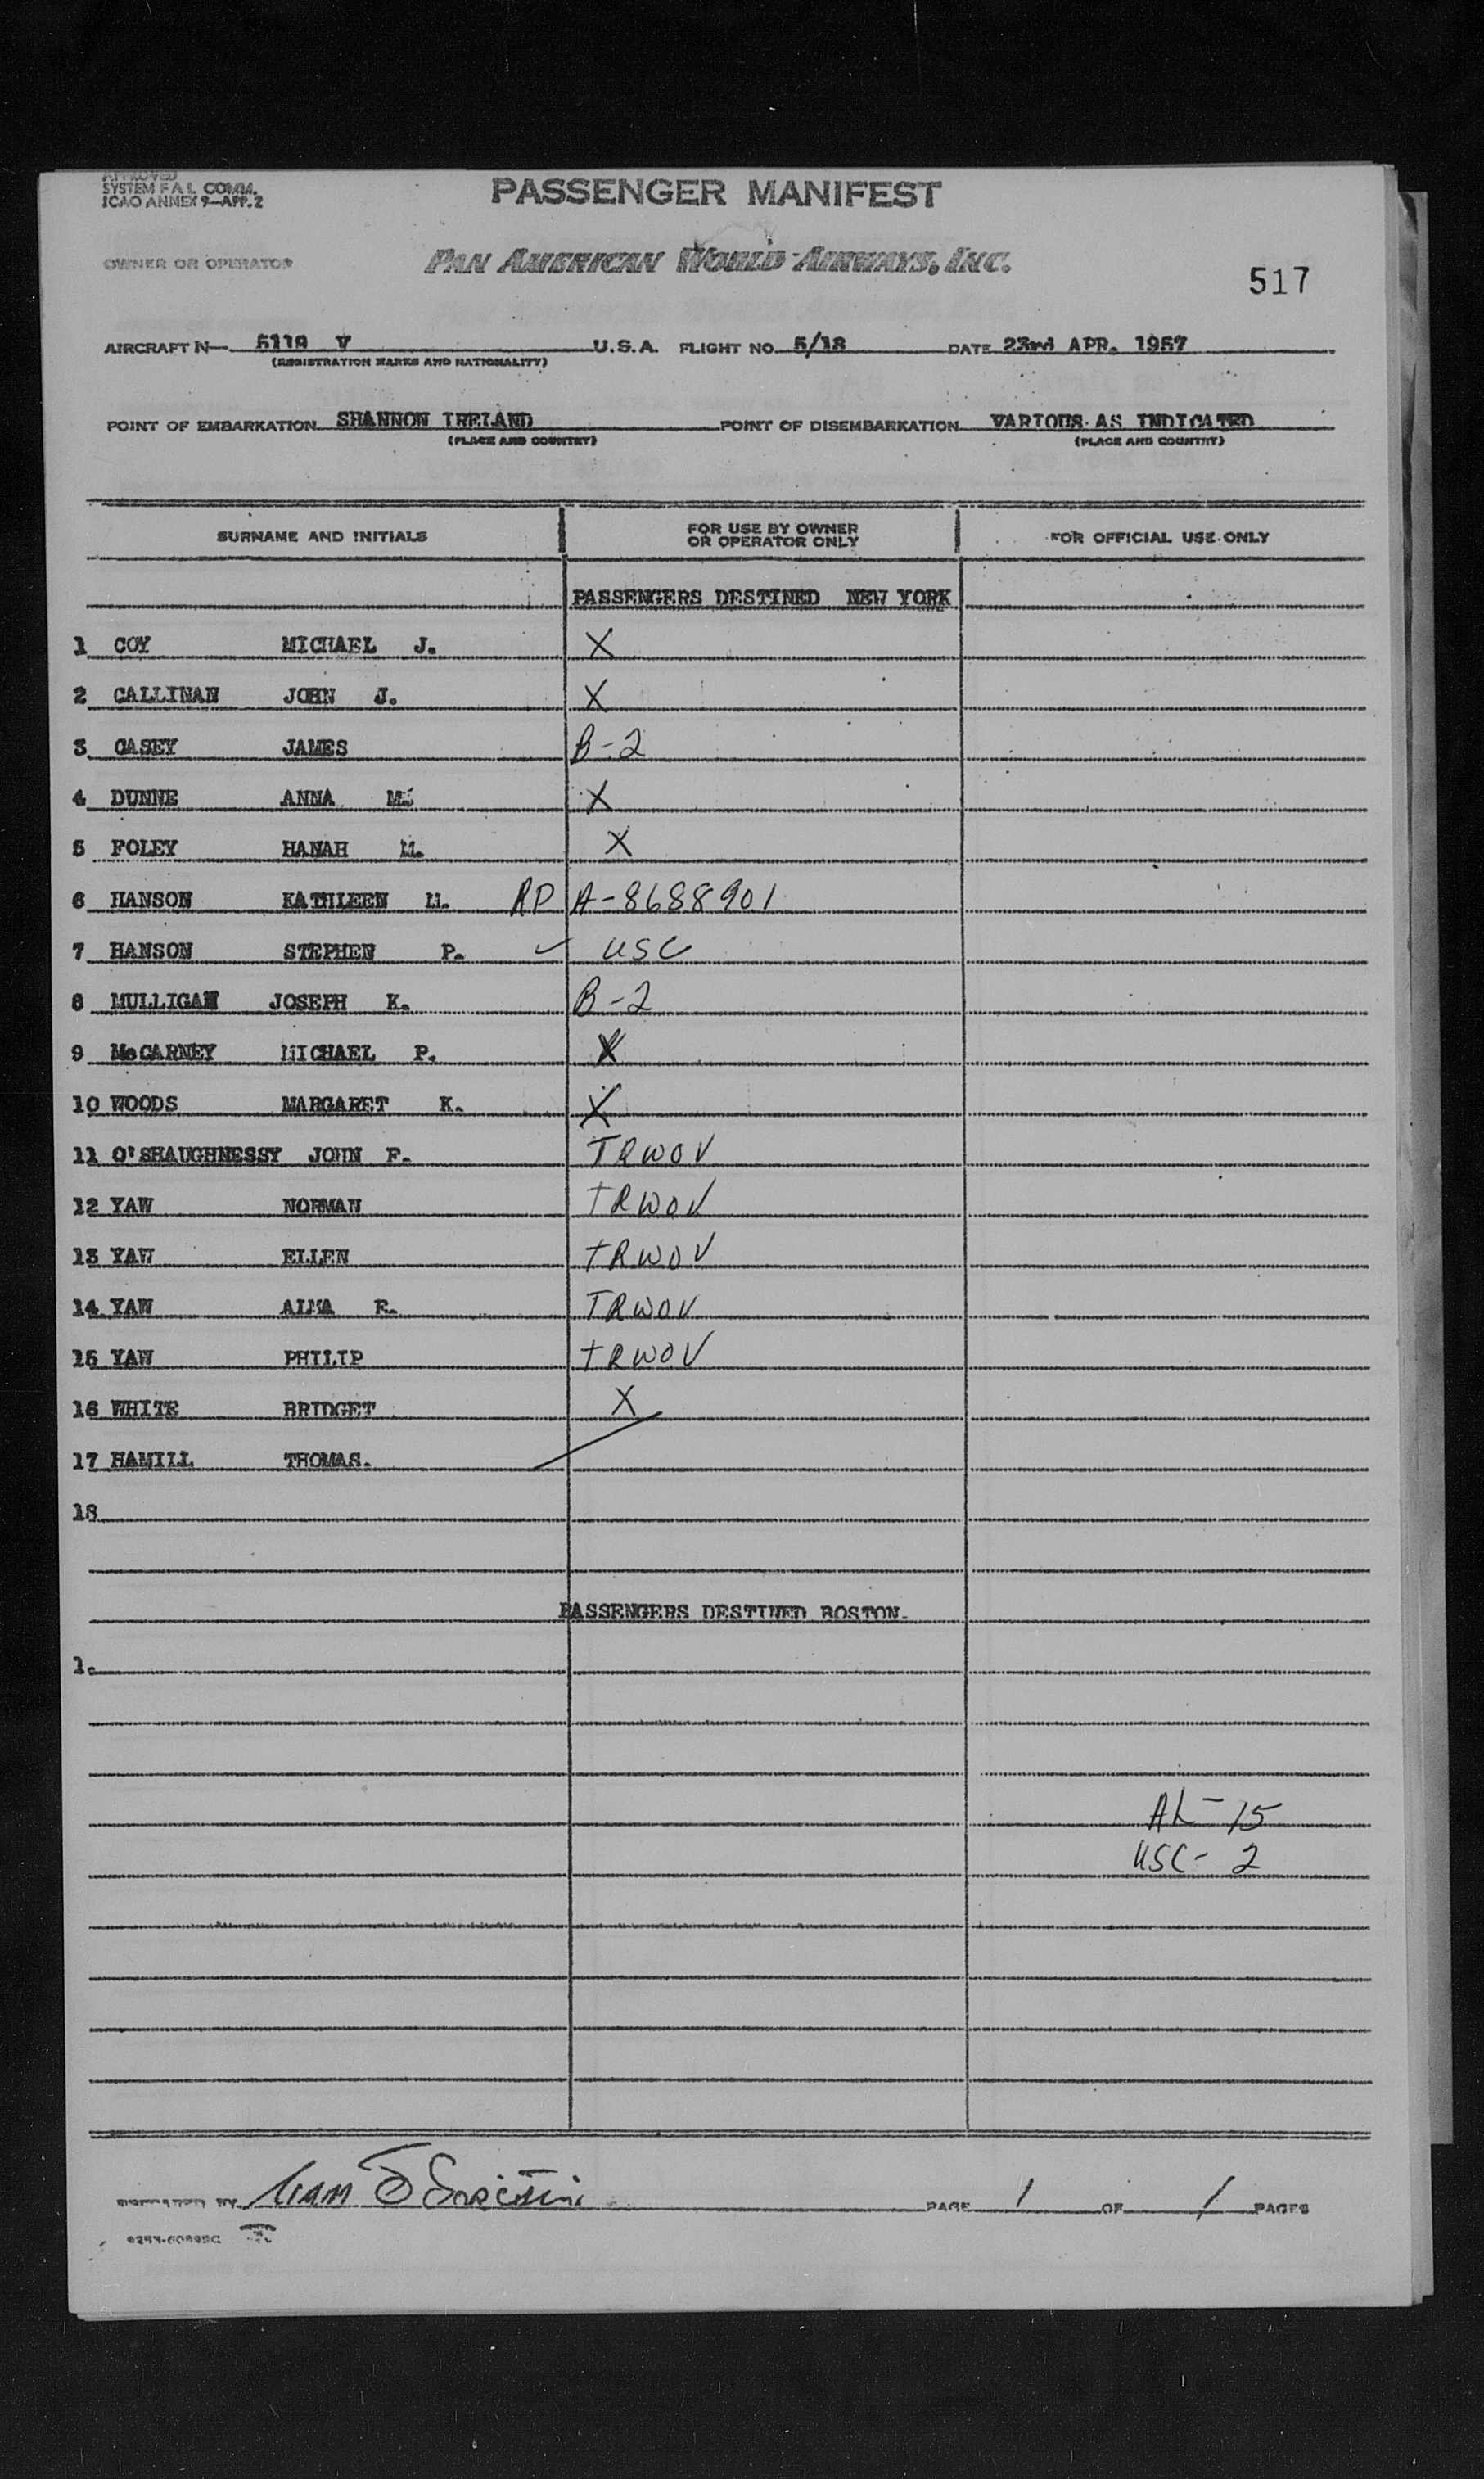 APPROVED
SYSTEM F A L COMM.
ICAO ANNEX 9-APP. 2
PASSENGER MANIFEST
OWNER OR OPERATOR PAN AMERICAN WORLD AIRWAYS, INC.
517
AIRCRAFT N- 5119 V U.S.A. FLIGHT NO. 5/18 DATE 23rd APR. 1957
(REGISTRATION MARKS AND NATIONALITY)
POINT OF EMBARKATION SHANNON IRELAND POINT OF DISEMBARKATION VARIOUS AS INDICATED
(PLACE AND COUNTRY) (PLACE AND COUNTRY)
SURNAME AND INITIALS FOR USE BY OWNER OR OPERATOR ONLY FOR OFFICIAL USE ONLY
PASSENGERS DESTINED NEW YORK
1 COY MICHAEL J. X
2 CALLINAN JOHN J. X
3 CASEY JAMES B-2
4 DUNNE ANNA M. X
5 FOLEY HANAH M. X
6 HANSON KATHLEEN M. RP A-8688901
7 HANSON STEPHEN P. ✓ USC
8 MULLIGAN JOSEPH K. B-2
9 McCARNEY MICHAEL P. X
10 WOODS MARGARET K. X
11 O'SHAUGHNESSY JOHN F. TRWOV
12 YAW NORMAN TRWOV
13 YAW ELLEN TRWOV
14 YAW ALMA R. TRWOV
15 YAW PHILIP TRWOV
16 WHITE BRIDGET X
17 HAMILL THOMAS.
18
PASSENGERS DESTINED BOSTON.
1.
AL-15
USC-2
PREPARED BY PAGE 1 OF 1 PAGES